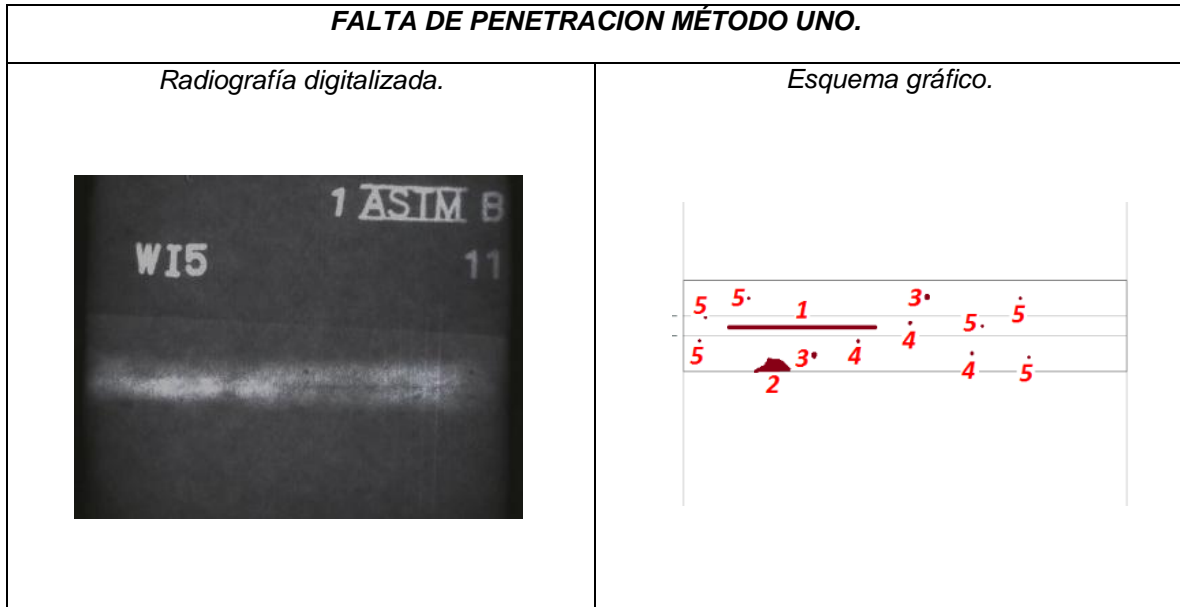 FALTA DE PENETRACION MÉTODO UNO.
Radiografía digitalizada.
Esquema gráfico.
1 ASTM B
WI5
11
5 5 1 3 5
5 4
5 2 3 4 4 5